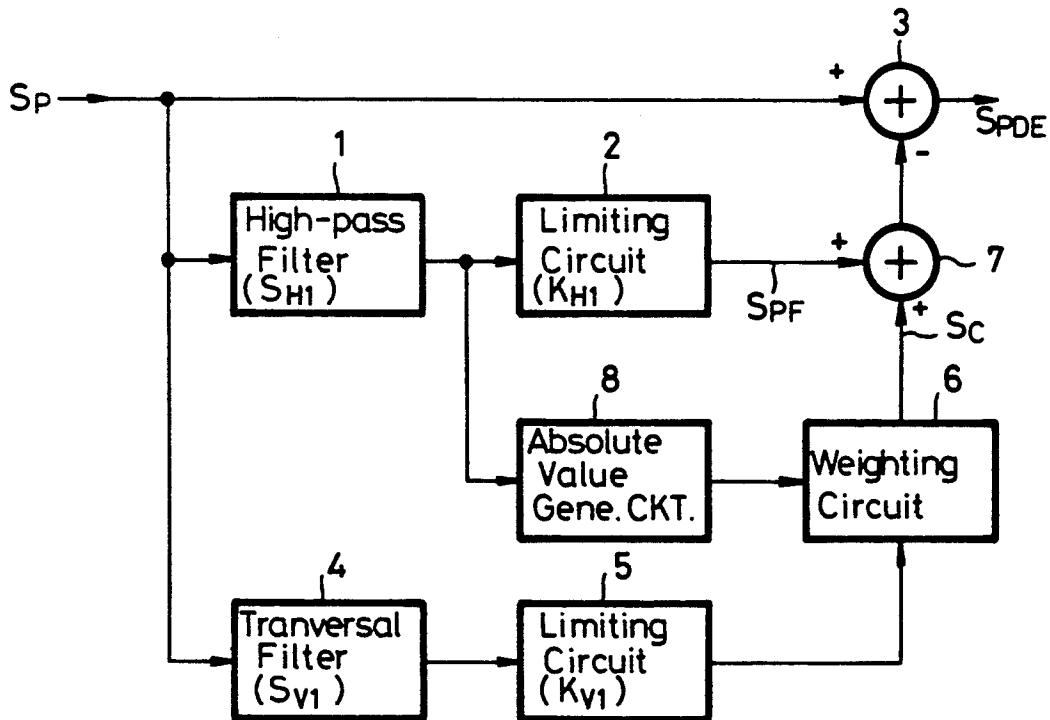 3
+
SP
+
SPDE
-
1
2
High-pass
Filter
(SH1)
Limiting
Circuit
(KH1)
+
+
7
SPF
+
SC
8
6
Absolute
Value
Gene. CKT.
Weighting
Circuit
4
5
Tranversal
Filter
(SV1)
Limiting
Circuit
(KV1)